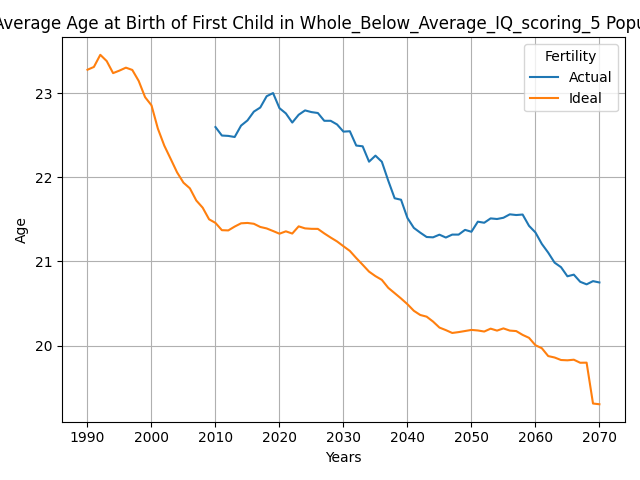 Average Age at Birth of First Child in Whole_Below_Average_IQ_scoring_5
Fertility
Actual
Ideal
23
22
21
20
Age
1990 2000 2010 2020 2030 2040 2050 2060 2070
Years